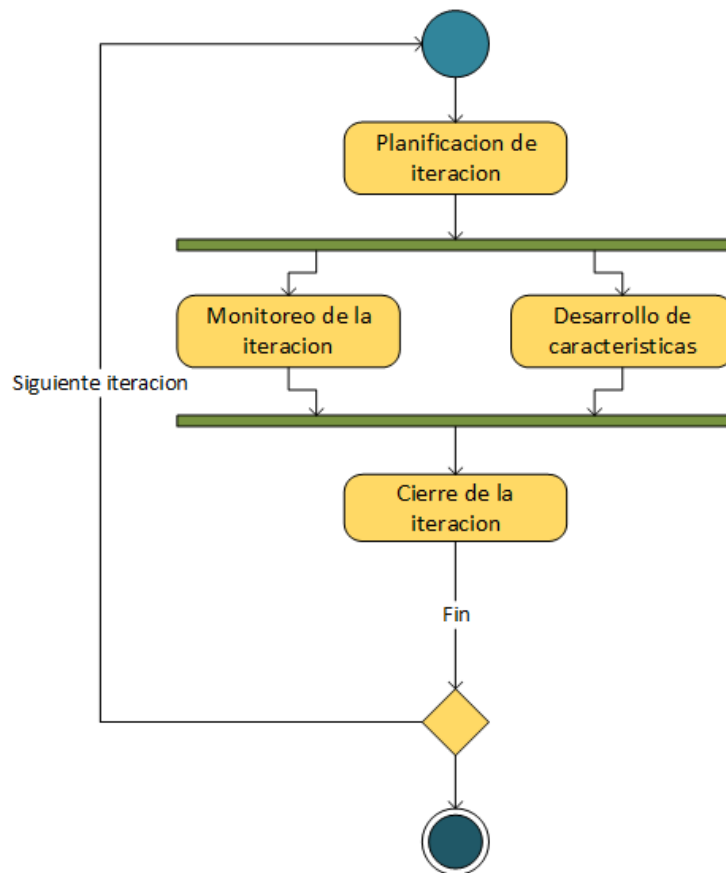 Planificacion de
iteracion
Monitoreo de la
iteracion
Desarrollo de
caracteristicas
Siguiente iteracion
Cierre de la
iteracion
Fin